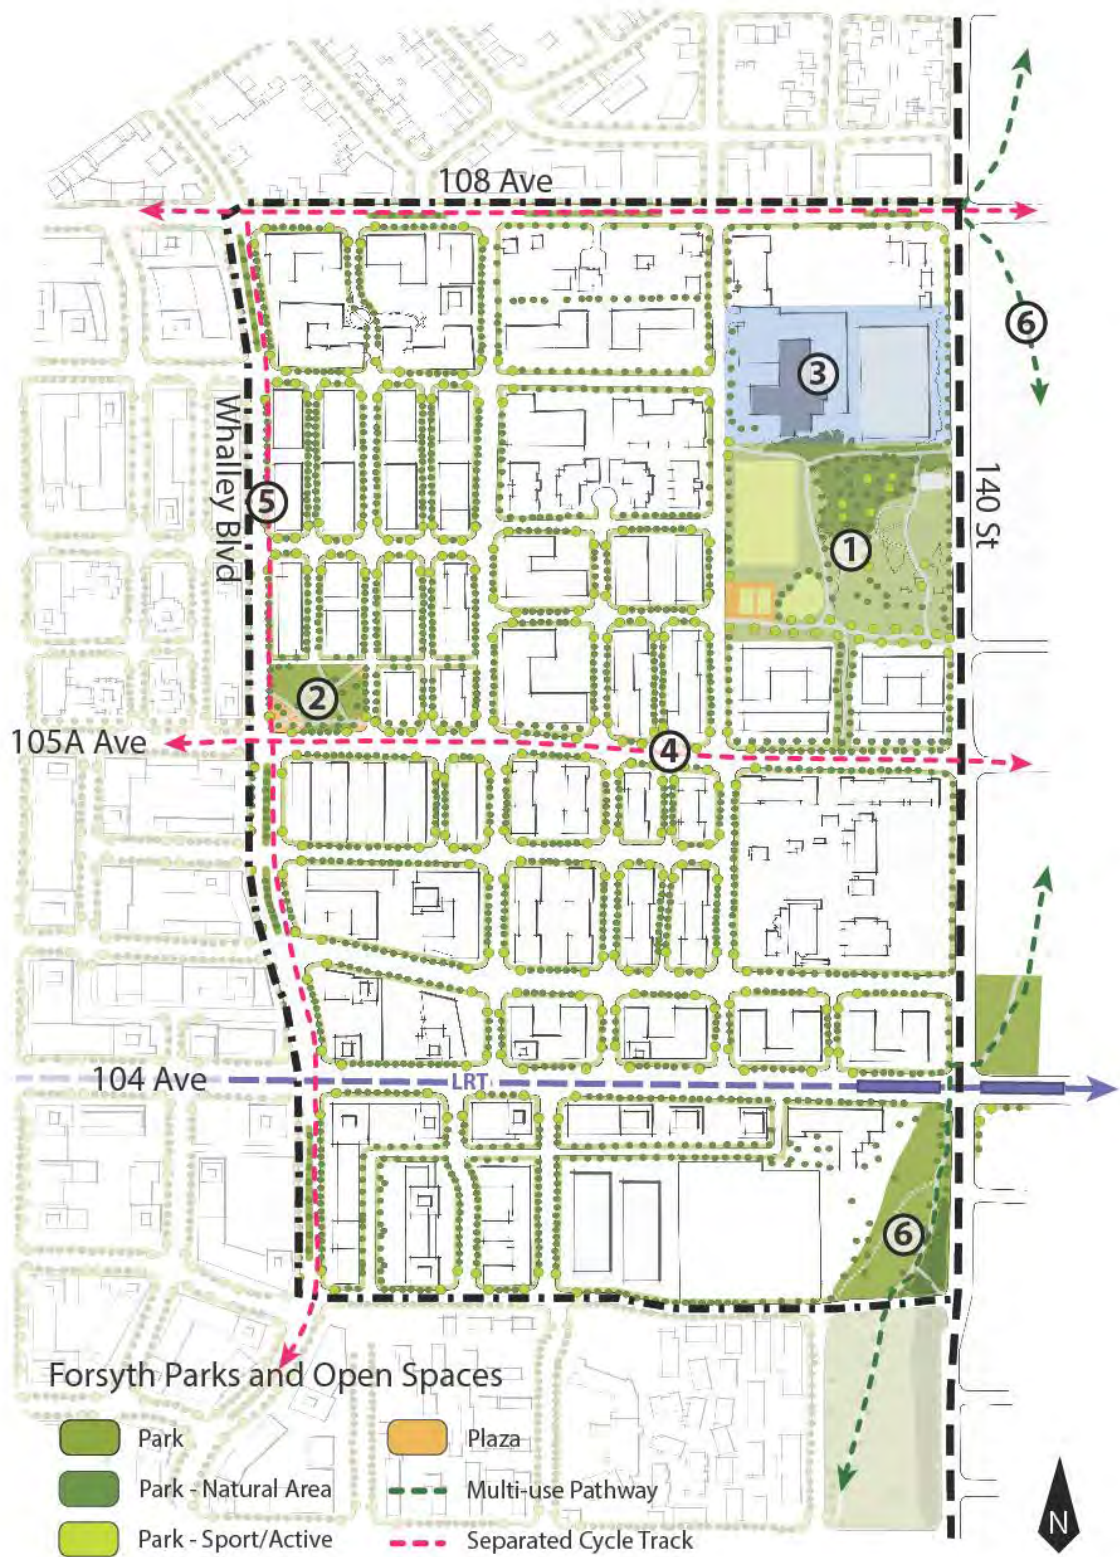 108 Ave
6
3
Whalley Blvd
5
140 St
1
2
105A Ave
4
104 Ave
LRT
6
Forsyth Parks and Open Spaces
Park
Plaza
Park - Natural Area
Multi-use Pathway
Park - Sport/Active
Separated Cycle Track
N